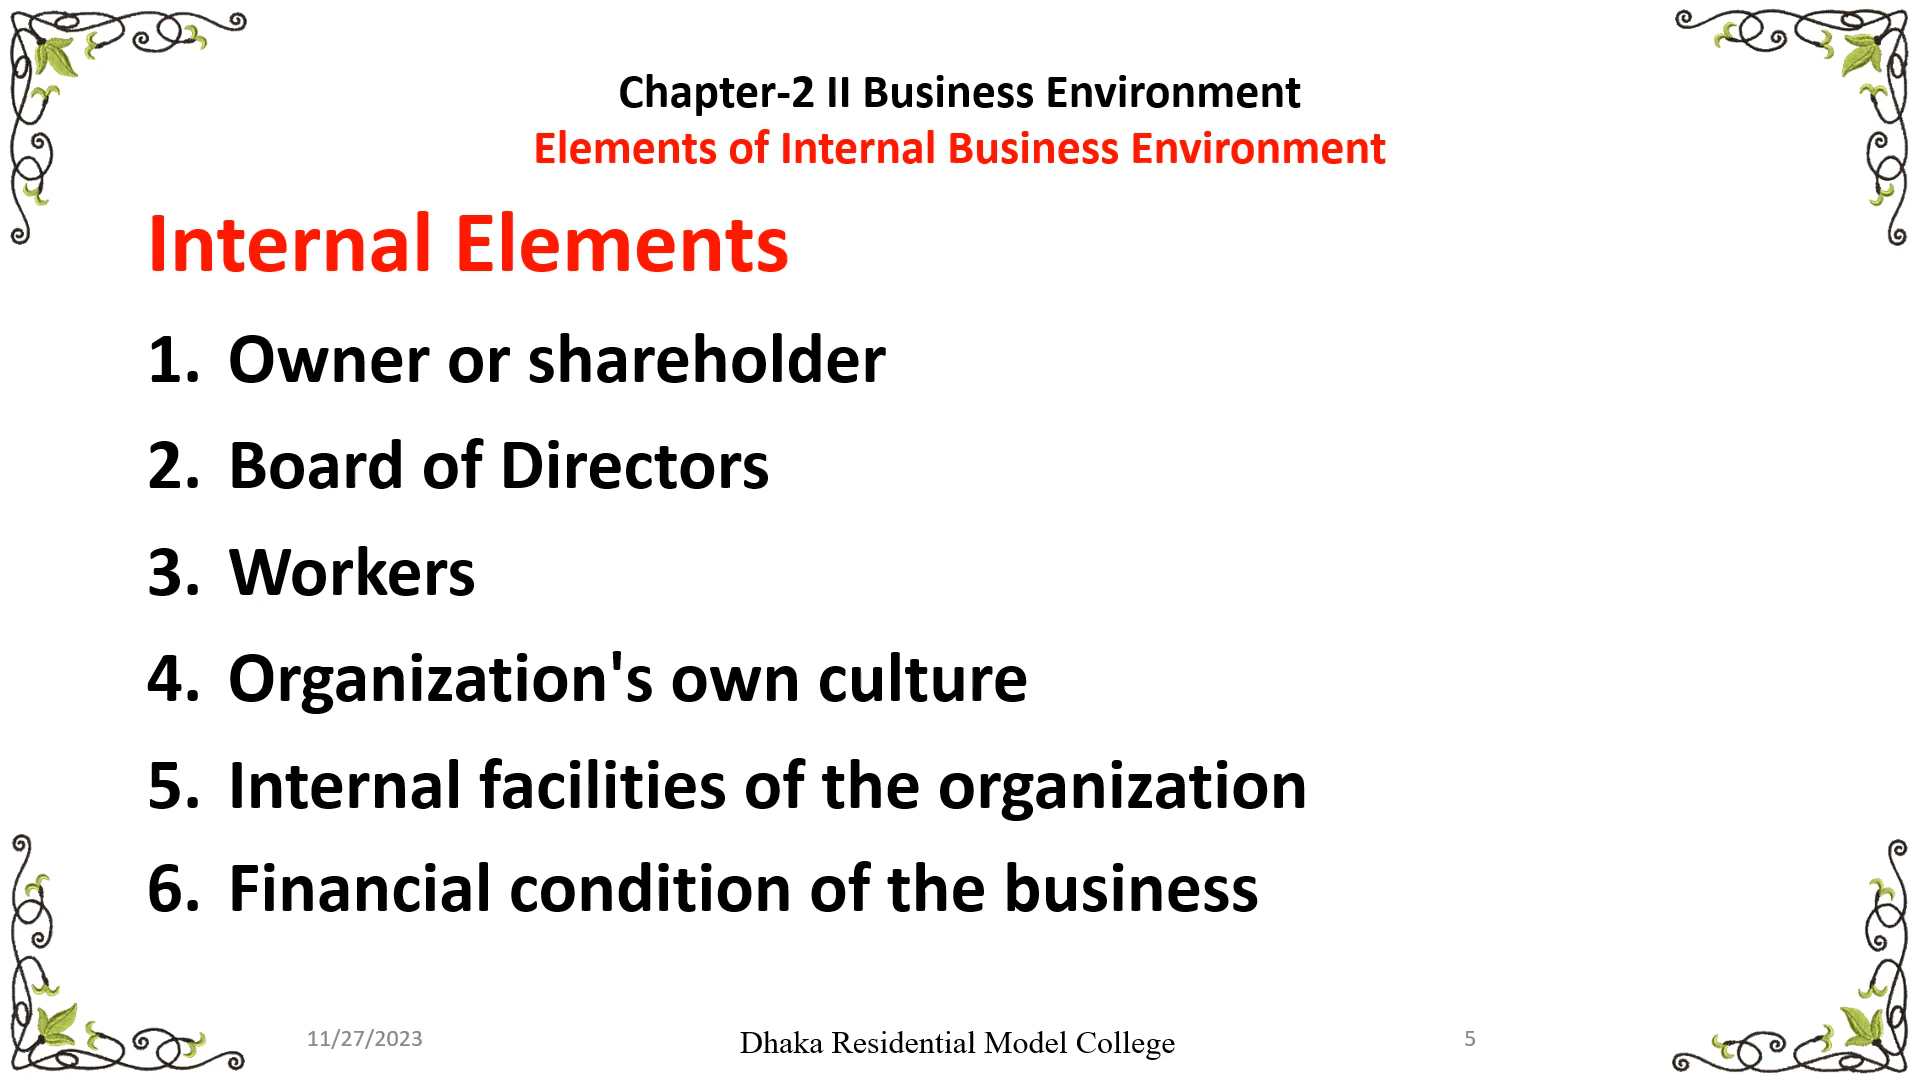 Chapter-2 II Business Environment
Elements of Internal Business Environment
Internal Elements
1. Owner or shareholder
2. Board of Directors
3. Workers
4. Organization's own culture
5. Internal facilities of the organization
6. Financial condition of the business
11/27/2023 Dhaka Residential Model College 5